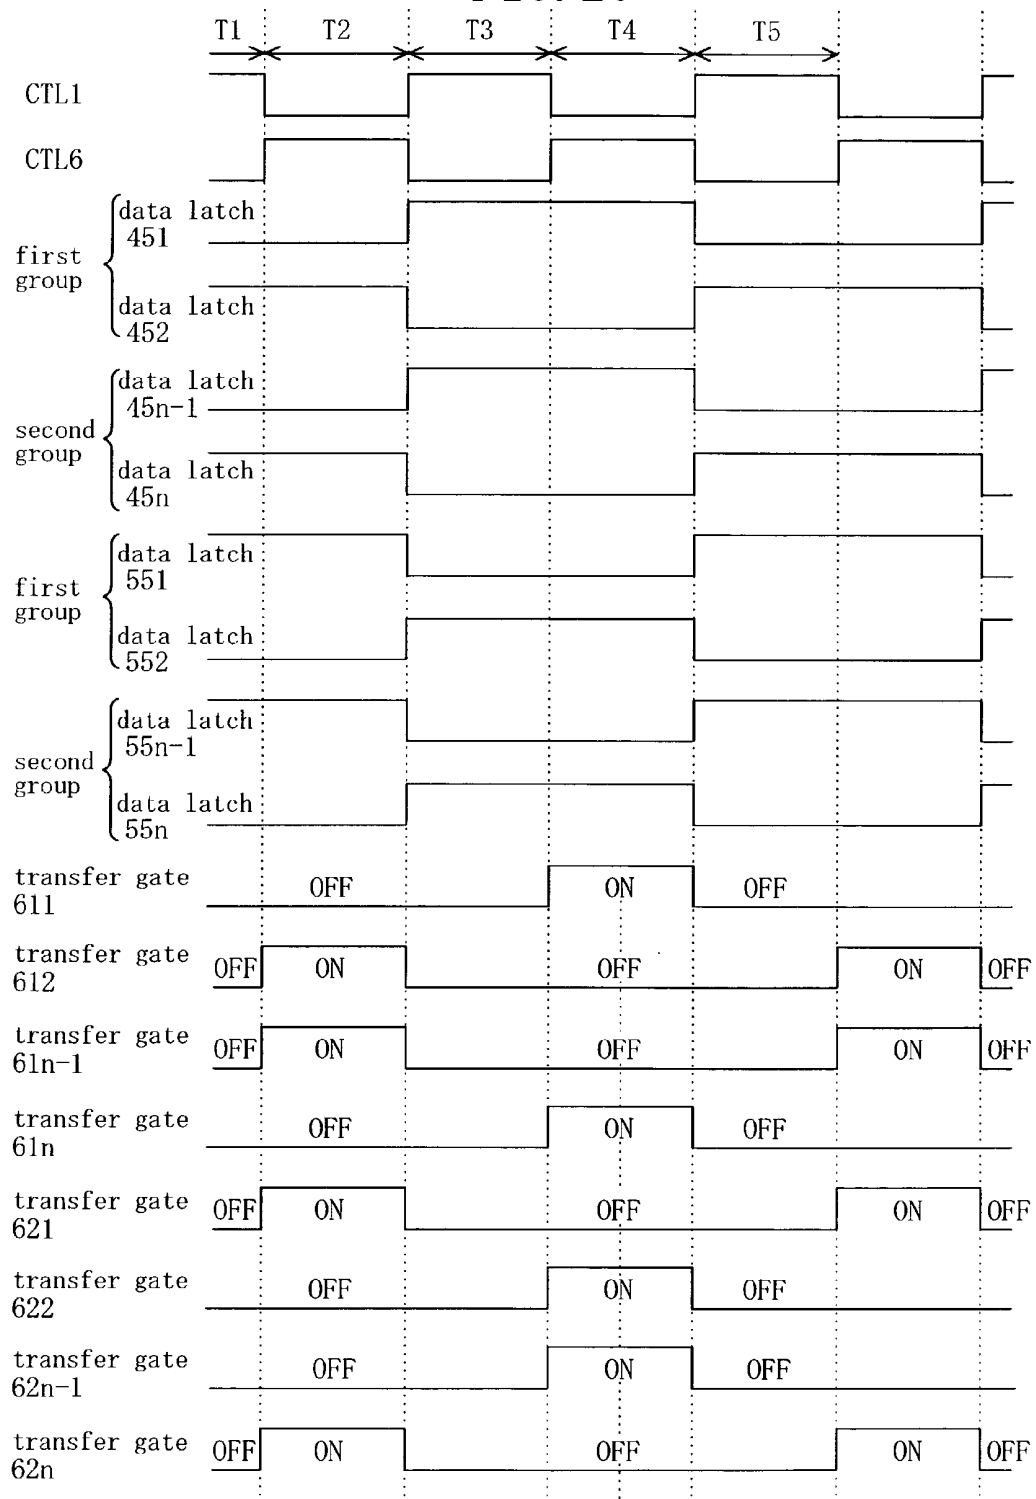 T1 T2 T3 T4 T5
CTL1
CTL6
first group
data latch 451
data latch 452
second group
data latch 45n-1
data latch 45n
first group
data latch 551
data latch 552
second group
data latch 55n-1
data latch 55n
transfer gate 611 OFF ON OFF
transfer gate 612 OFF ON OFF ON OFF
transfer gate 61n-1 OFF ON OFF ON OFF
transfer gate 61n OFF ON OFF
transfer gate 621 OFF ON OFF ON OFF
transfer gate 622 OFF ON OFF
transfer gate 62n-1 OFF ON OFF
transfer gate 62n OFF ON OFF ON OFF